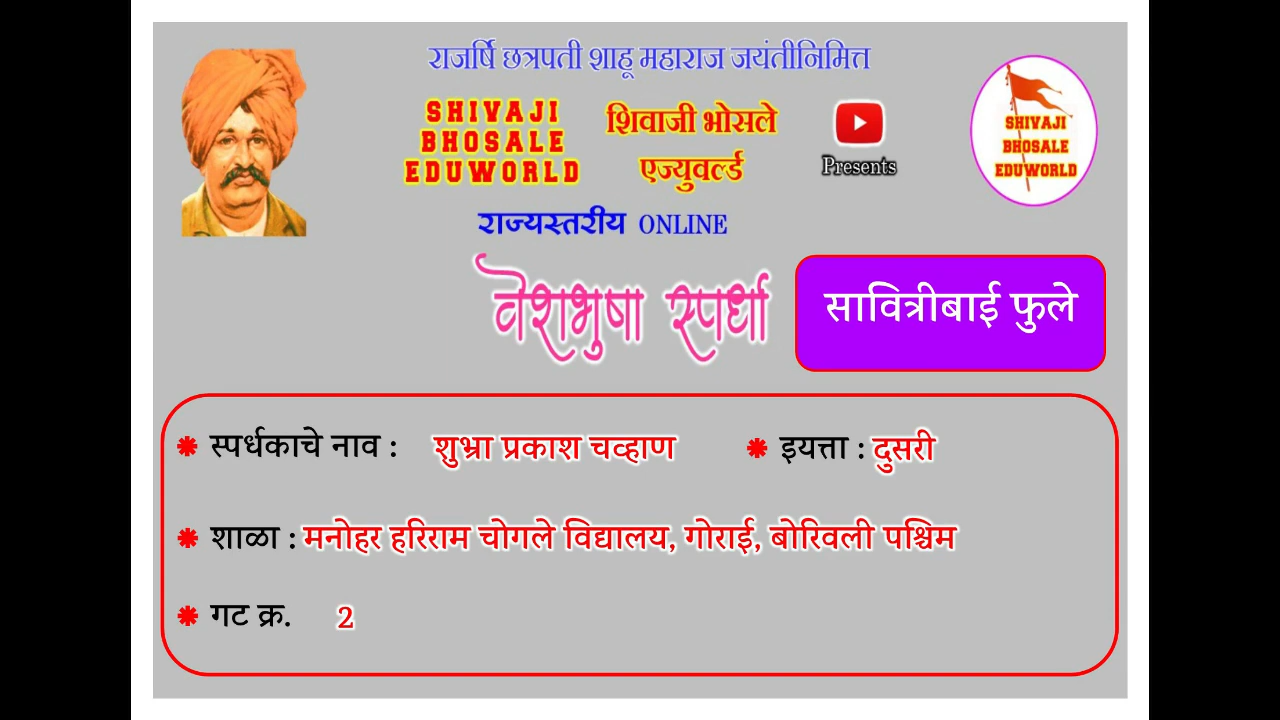 राजर्षि छत्रपती शाहू महाराज जयंतीनिमित्त
SHIVAJI
BHOSALE
EDUWORLD
शिवाजी भोसले
एज्युवर्ल्ड
Presents
SHIVAJI
BHOSALE
EDUWORLD
राज्यस्तरीय ONLINE
वेशभुषा स्पर्धा
सावित्रीबाई फुले
स्पर्धकाचे नाव : शुभ्रा प्रकाश चव्हाण
इयत्ता : दुसरी
शाळा : मनोहर हरिराम चोगले विद्यालय, गोराई, बोरिवली पश्चिम
गट क्र. 2